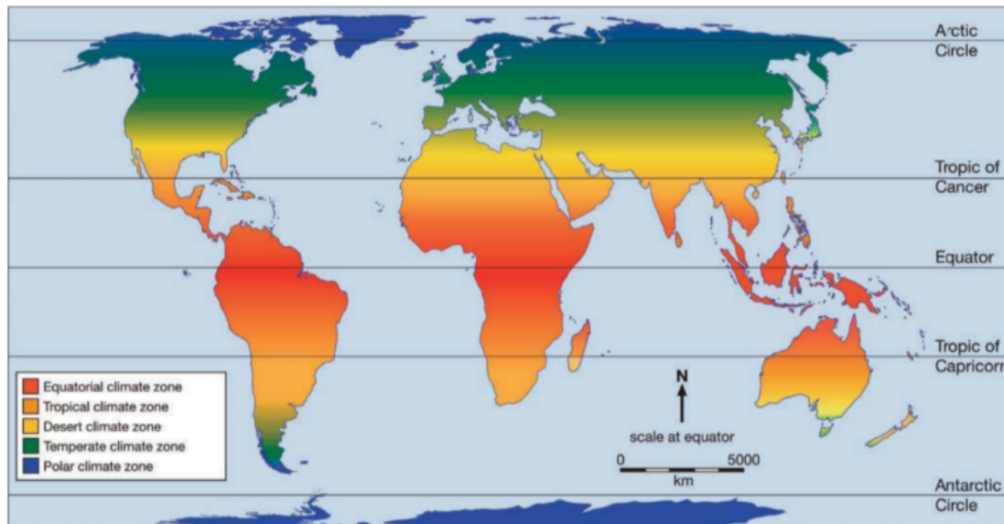 Arctic
Circle
Tropic of
Cancer
Equator
Tropic of
Capricorn
Equatorial climate zone
Tropical climate zone
Desert climate zone
Temperate climate zone
Polar climate zone
N
scale at equator
0 5000
km
Antarctic
Circle